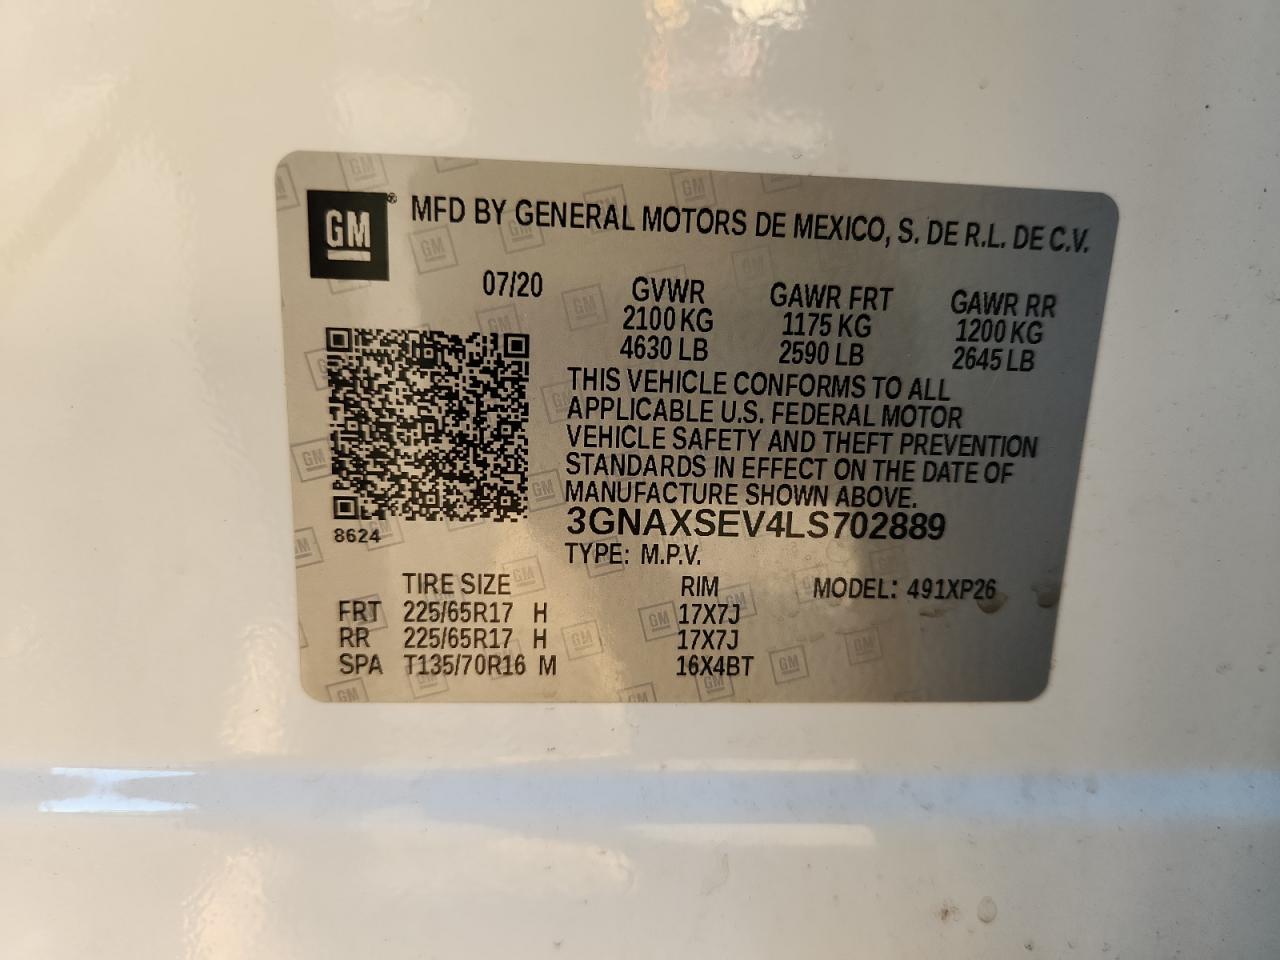 GM® MFD BY GENERAL MOTORS DE MEXICO, S. DE R.L. DE C.V.
07/20 GVWR GAWR FRT GAWR RR
2100 KG 1175 KG 1200 KG
4630 LB 2590 LB 2645 LB
THIS VEHICLE CONFORMS TO ALL
APPLICABLE U.S. FEDERAL MOTOR
VEHICLE SAFETY AND THEFT PREVENTION
STANDARDS IN EFFECT ON THE DATE OF
MANUFACTURE SHOWN ABOVE.
3GNAXSEV4LS702889
8624
TYPE: M.P.V.
TIRE SIZE RIM MODEL: 491XP26
FRT 225/65R17 H 17X7J
RR 225/65R17 H 17X7J
SPA T135/70R16 M 16X4BT